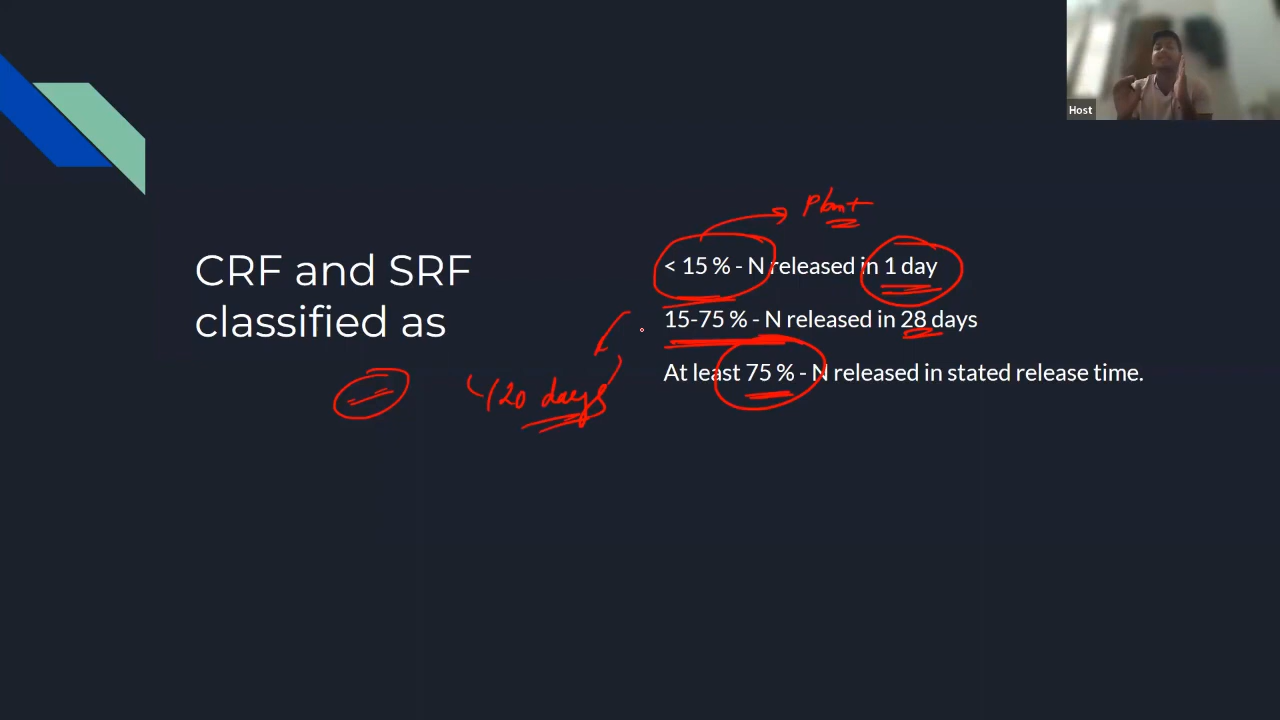 Host
Plant
CRF and SRF
classified as
< 15 % - N released in 1 day
15-75 % - N released in 28 days
At least 75 % - N released in stated release time.
120 days